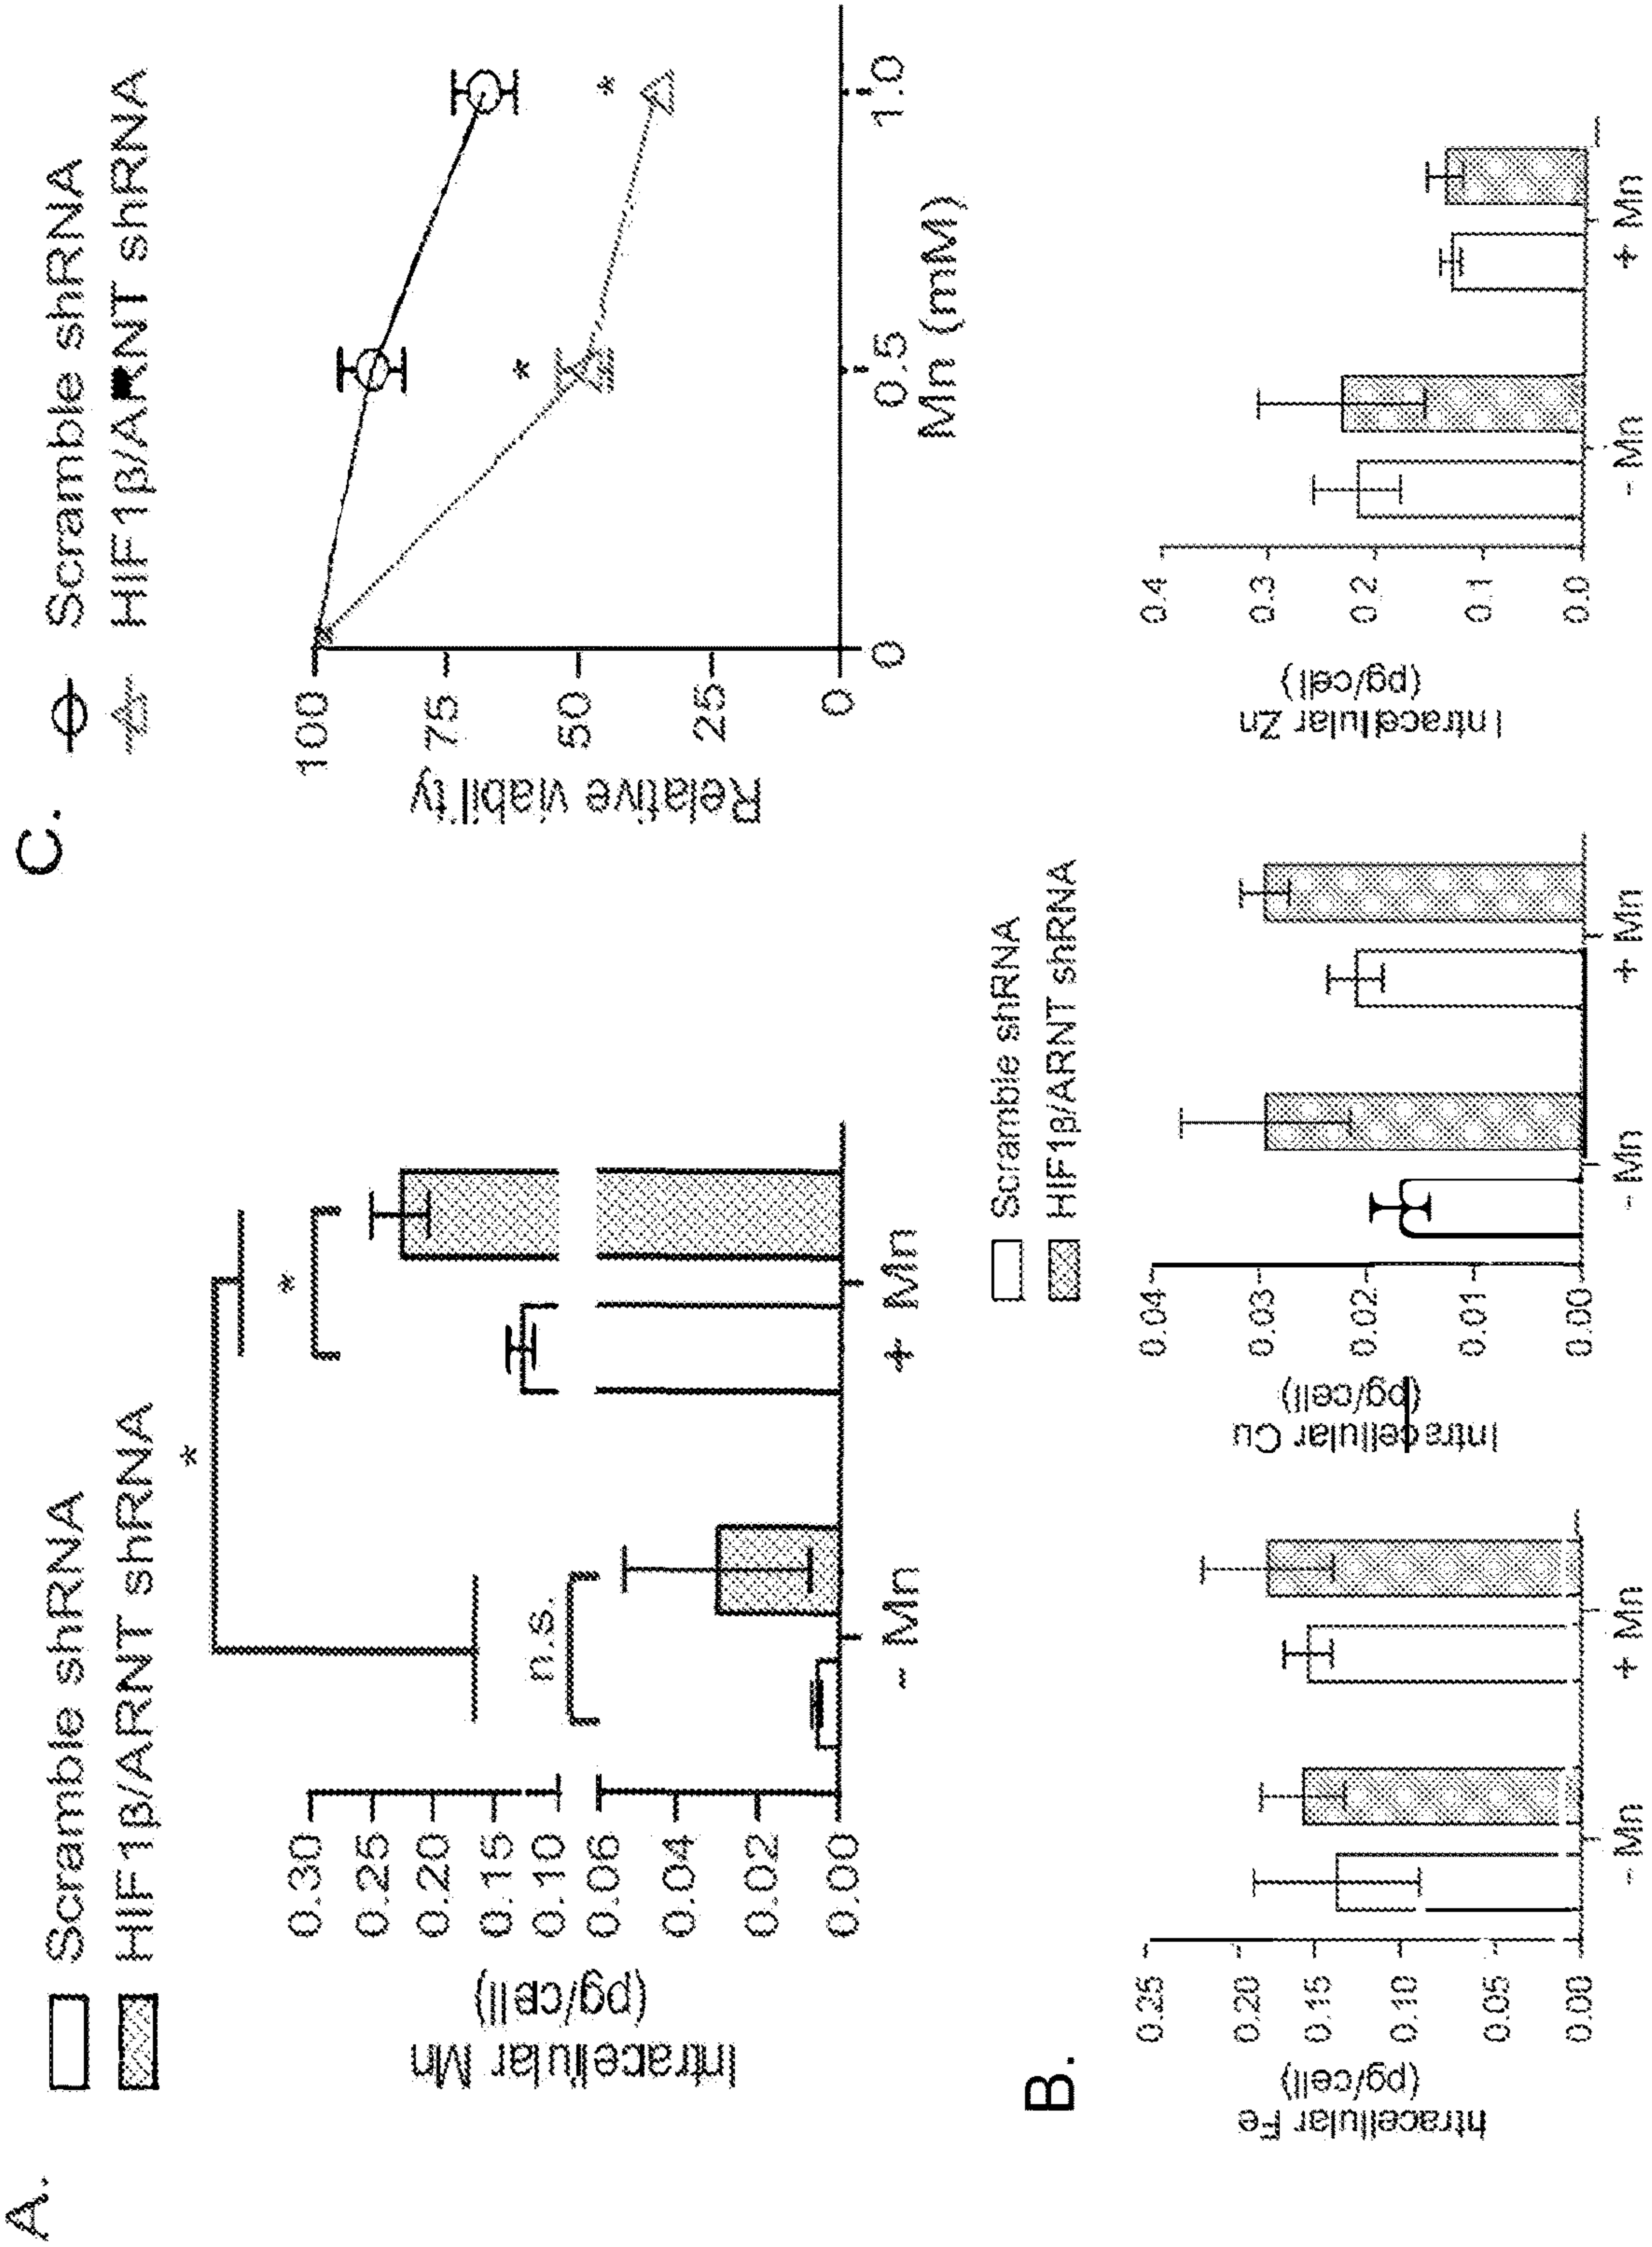 A.
Scramble shRNA
HIF1β/ARNT shRNA
Intracellular Mn
(pg/cell)
0.30
0.25
0.20
0.15
0.10
0.06
0.04
0.02
0.00
*
*
n.s.
- Mn
+ Mn
C.
Scramble shRNA
HIF1β/ARNT shRNA
Relative viability
100
75
50
25
0
*
*
0
0.5
1.0
Mn (mM)
B.
Scramble shRNA
HIF1β/ARNT shRNA
ntracellular Fe
(pg/cell)
0.25
0.20
0.15
0.10
0.05
0.00
- Mn
+ Mn
Intracellular Cu
(pg/cell)
0.04
0.03
0.02
0.01
0.00
- Mn
+ Mn
Intracellular Zn
(pg/cell)
0.4
0.3
0.2
0.1
0.0
- Mn
+ Mn